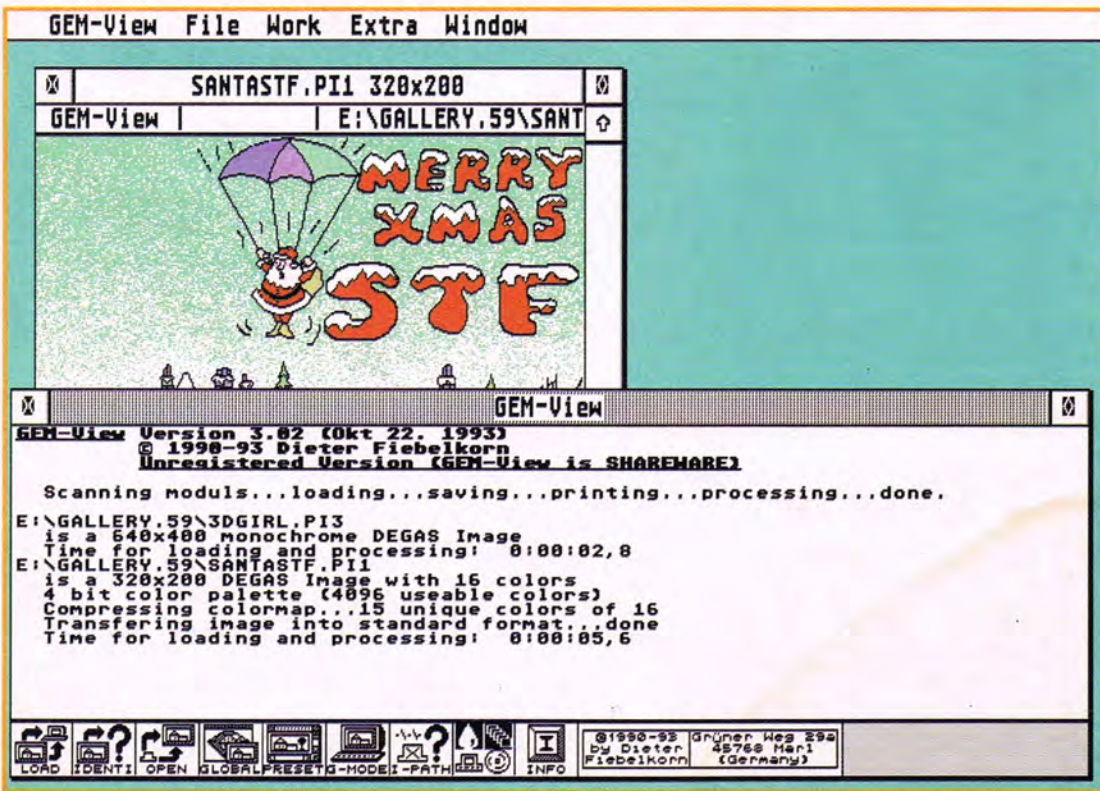 GEM-View File Work Extra Window
SANTASTF.PI1 320x200
GEM-View | | E:\GALLERY.59\SANT
MERRY
XMAS
STF
GEM-View
GEM-View Version 3.02 (Okt 22. 1993)
© 1990-93 Dieter Fiebelkorn
Unregistered Version (GEM-View is SHAREWARE)
Scanning moduls...loading...saving...printing...processing...done.
E:\GALLERY.59\3DGIRL.PI3
is a 640x400 monochrome DEGAS Image
Time for loading and processing: 0:00:02,8
E:\GALLERY.59\SANTASTF.PI1
is a 320x200 DEGAS Image with 16 colors
4 bit color palette (4096 useable colors)
Compressing colormap...15 unique colors of 16
Transfering image into standard format...done
Time for loading and processing: 0:00:05,6
LOAD IDENTI OPEN GLOBAL PRESET G-MODE I-PATH INFO
©1990-93 by Dieter Fiebelkorn
Grüner Weg 29a
45768 Marl
(Germany)